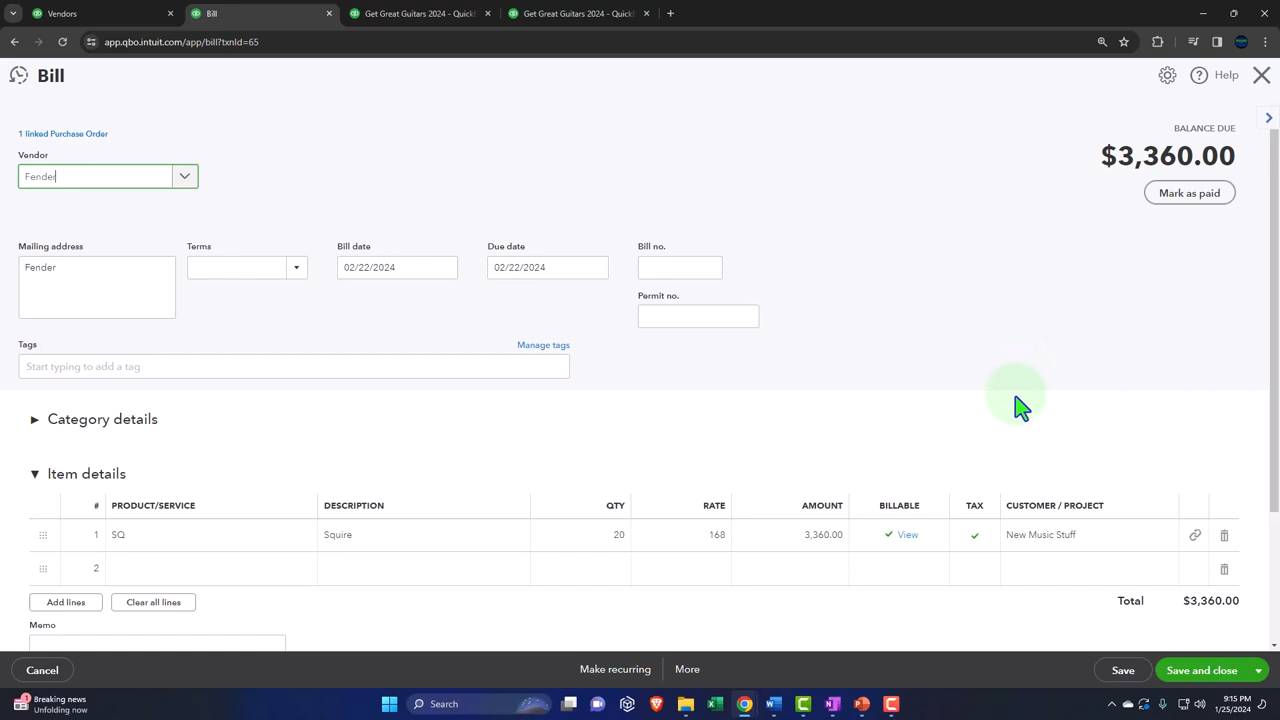 Vendors
Bill
Get Great Guitars 2024 - Quick
Get Great Guitars 2024 - Quick
app.qbo.intuit.com/app/bill?txnId=65
Bill
Help
1 linked Purchase Order
BALANCE DUE
$3,360.00
Vendor
Fender
Mark as paid
Mailing address
Terms
Bill date
Due date
Bill no.
Fender
02/22/2024
02/22/2024
Permit no.
Tags
Manage tags
Start typing to add a tag
Category details
Item details
# PRODUCT/SERVICE DESCRIPTION QTY RATE AMOUNT BILLABLE TAX CUSTOMER / PROJECT
1 SQ Squire 20 168 3,360.00 View New Music Stuff
2
Add lines
Clear all lines
Total $3,360.00
Memo
Cancel
Make recurring
More
Save
Save and close
1
Breaking news
Unfolding now
Search
9:15 PM
1/25/2024